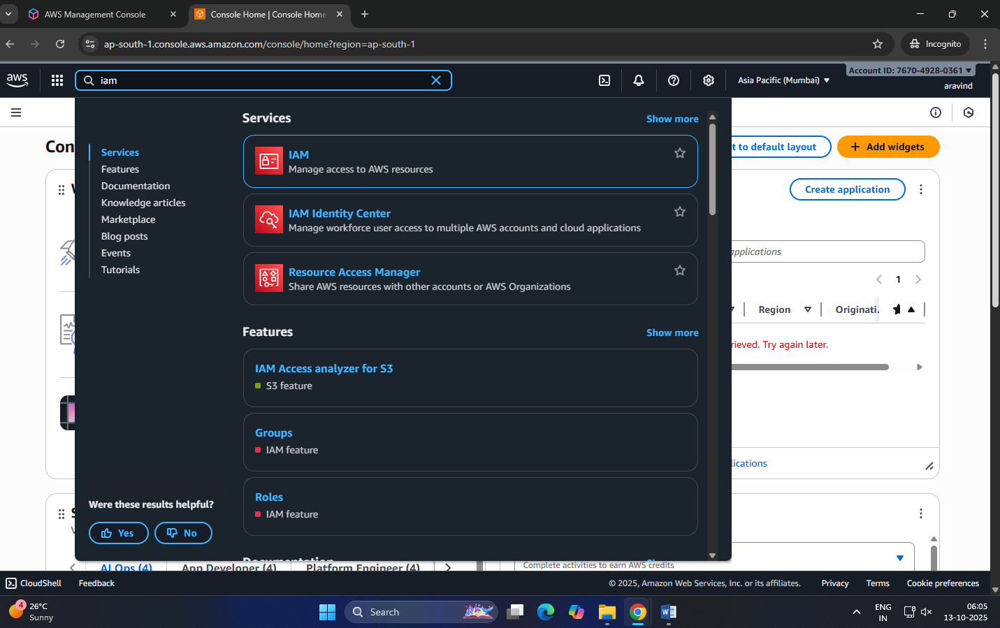 AWS Management Console
Console Home | Console Home
ap-south-1.console.aws.amazon.com/console/home?region=ap-south-1
Incognito
aws
iam
Asia Pacific (Mumbai)
Account ID: 7670-4928-0361
aravind
Services
Show more
Services
Features
Documentation
Knowledge articles
Marketplace
Blog posts
Events
Tutorials
IAM
Manage access to AWS resources
IAM Identity Center
Manage workforce user access to multiple AWS accounts and cloud applications
Resource Access Manager
Share AWS resources with other accounts or AWS Organizations
Features
Show more
IAM Access analyzer for S3
S3 feature
Groups
IAM feature
Roles
IAM feature
Were these results helpful?
Yes
No
Con
t to default layout
Add widgets
Create application
applications
1
Region
Originati.
rieved. Try again later.
lications
Documentation
AI Ops (4)
App Developer (4)
Platform Engineer (4)
Complete activities to earn AWS credits
CloudShell
Feedback
© 2025, Amazon Web Services, Inc. or its affiliates.
Privacy
Terms
Cookie preferences
4
26°C
Sunny
Search
ENG
IN
06:05
13-10-2025